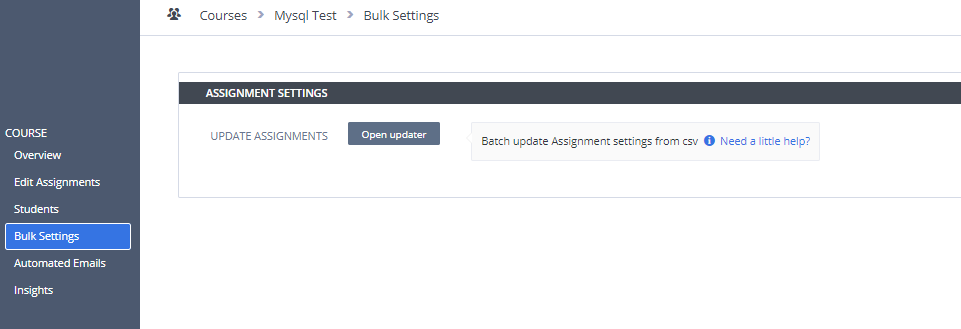 Courses > Mysql Test > Bulk Settings
ASSIGNMENT SETTINGS
UPDATE ASSIGNMENTS Open updater Batch update Assignment settings from csv Need a little help?
COURSE
Overview
Edit Assignments
Students
Bulk Settings
Automated Emails
Insights